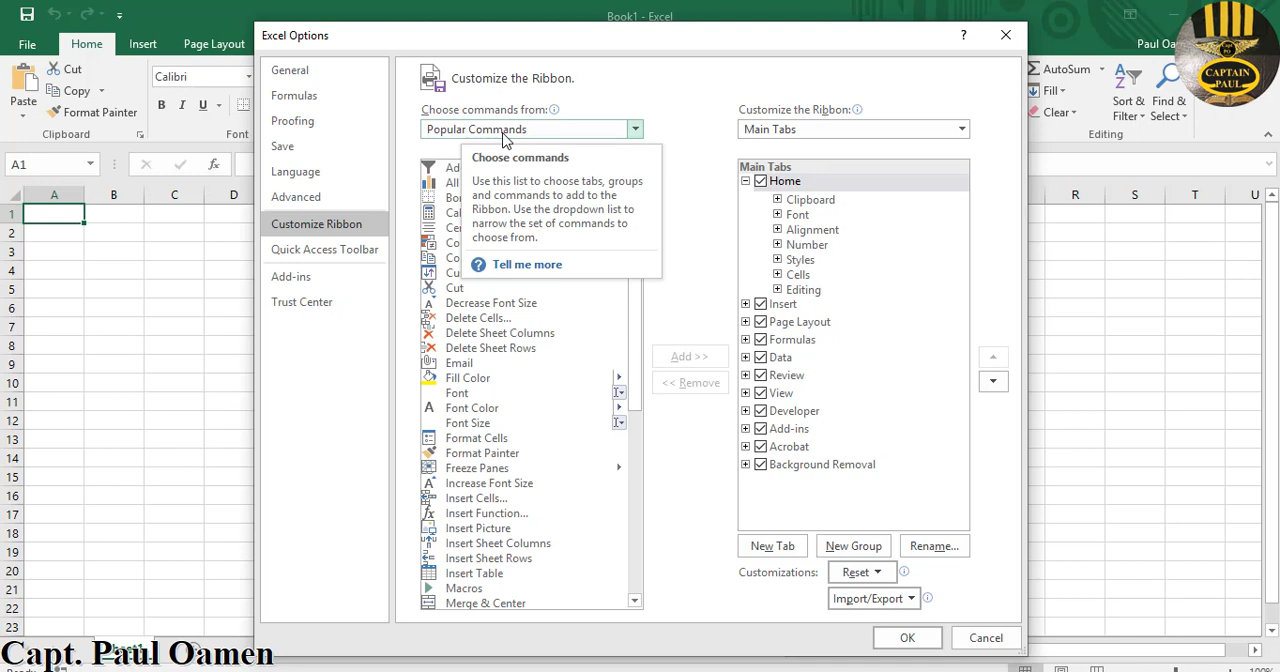 Book1 - Excel
File
Home
Insert
Page Layout
Paul Oa
CAPTAIN
PAUL
Cut
Copy
Format Painter
Paste
Clipboard
Calibri
B I U
Font
AutoSum
Fill
Clear
Sort & Filter
Find & Select
Editing
A1
fx
A B C D R S T U
1
2
3
4
5
6
7
8
9
10
11
12
13
14
15
16
17
18
19
20
21
22
23
Excel Options
?
General
Formulas
Proofing
Save
Language
Advanced
Customize Ribbon
Quick Access Toolbar
Add-ins
Trust Center
Customize the Ribbon.
Choose commands from:
Popular Commands
Choose commands
Use this list to choose tabs, groups
and commands to add to the
Ribbon. Use the dropdown list to
narrow the set of commands to
choose from.
Tell me more
All
Cut
Decrease Font Size
Delete Cells...
Delete Sheet Columns
Delete Sheet Rows
Email
Fill Color
Font
Font Color
Font Size
Format Cells
Format Painter
Freeze Panes
Increase Font Size
Insert Cells...
Insert Function...
Insert Picture
Insert Sheet Columns
Insert Sheet Rows
Insert Table
Macros
Merge & Center
Add >>
<< Remove
Customize the Ribbon:
Main Tabs
Main Tabs
Home
Clipboard
Font
Alignment
Number
Styles
Cells
Editing
Insert
Page Layout
Formulas
Data
Review
View
Developer
Add-ins
Acrobat
Background Removal
New Tab
New Group
Rename...
Customizations:
Reset
Import/Export
OK
Cancel
Capt. Paul Oamen